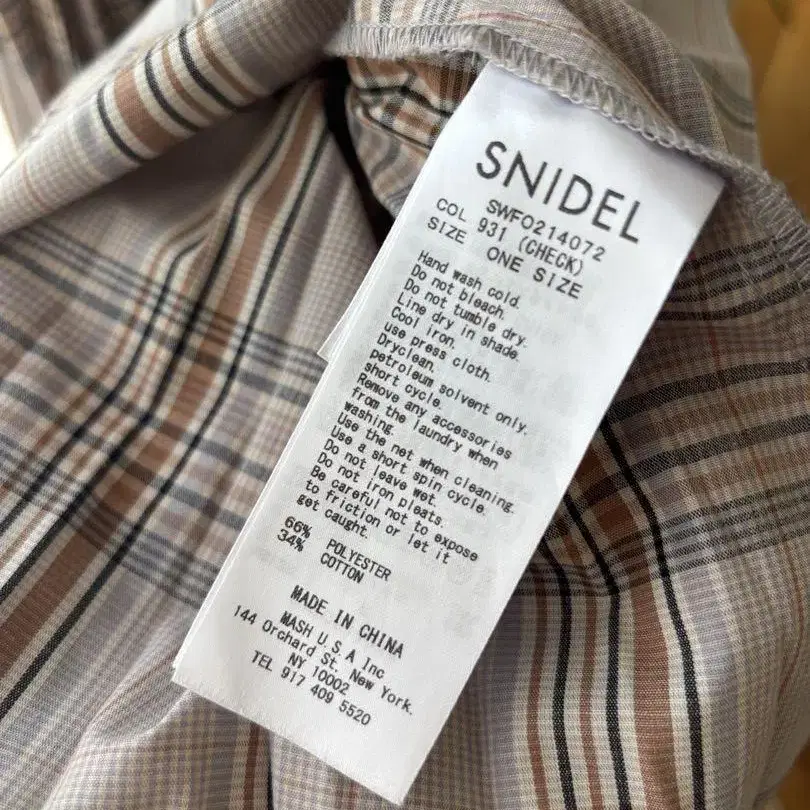 SNIDEL
SWFO214072
COL 931 (CHECK)
SIZE ONE SIZE
Hand wash cold.
Do not bleach.
Do not tumble dry.
Line dry in shade.
Cool iron.
use press cloth.
Dryclean.
petroleum solvent only.
short cycle.
Remove any accessories
from the laundry when
washing.
Use the net when cleaning.
Use a short spin cycle.
Do not leave wet.
Do not iron pleats.
Be careful not to expose
to friction or let it
get caught.
66% POLYESTER
34% COTTON
MADE IN CHINA
MASH U.S.A Inc
144 Orchard St. New York.
NY 10002
TEL 917 409 5520